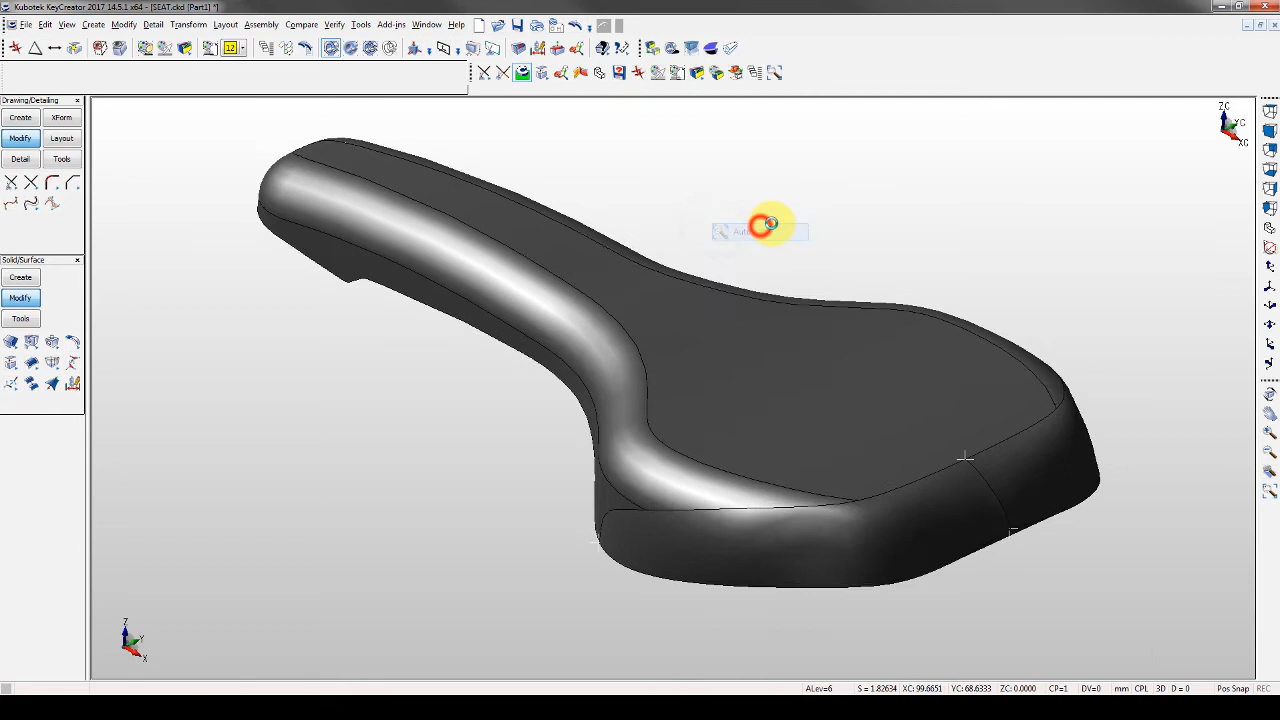 Kubotek KeyCreator 2017 14.5.1 x64 - [SEAT.ckd [Part1] *]
File Edit View Create Modify Detail Transform Layout Assembly Compare Verify Tools Add-ins Window Help
12
Drawing/Detailing
Create XForm
Modify Layout
Detail Tools
Solid/Surface
Create
Modify
Tools
ZC
YC
XC
Z
Y
X
ALev=6 S = 1.82634 XC: 99.6651 YC: 68.6333 ZC: 0.0000 CP=1 DV=0 mm CPL 3D D = 0 Pos Snap REC